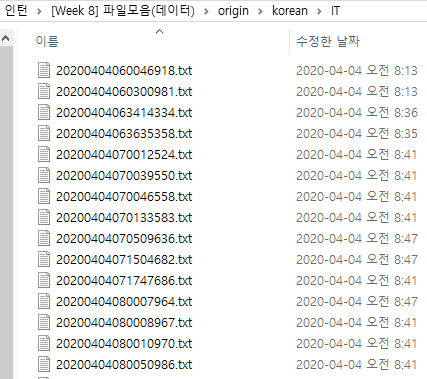 인턴 > [Week 8] 파일모음(데이터) > origin > korean > IT
이름 수정한 날짜
20200404060046918.txt 2020-04-04 오전 8:13
20200404060300981.txt 2020-04-04 오전 8:13
20200404063414334.txt 2020-04-04 오전 8:36
20200404063635358.txt 2020-04-04 오전 8:35
20200404070012524.txt 2020-04-04 오전 8:41
20200404070039550.txt 2020-04-04 오전 8:41
20200404070046558.txt 2020-04-04 오전 8:41
20200404070133583.txt 2020-04-04 오전 8:41
20200404070509636.txt 2020-04-04 오전 8:47
20200404071504682.txt 2020-04-04 오전 8:47
20200404071747686.txt 2020-04-04 오전 8:41
20200404080007964.txt 2020-04-04 오전 8:47
20200404080008967.txt 2020-04-04 오전 8:41
20200404080010970.txt 2020-04-04 오전 8:41
20200404080050986.txt 2020-04-04 오전 8:41